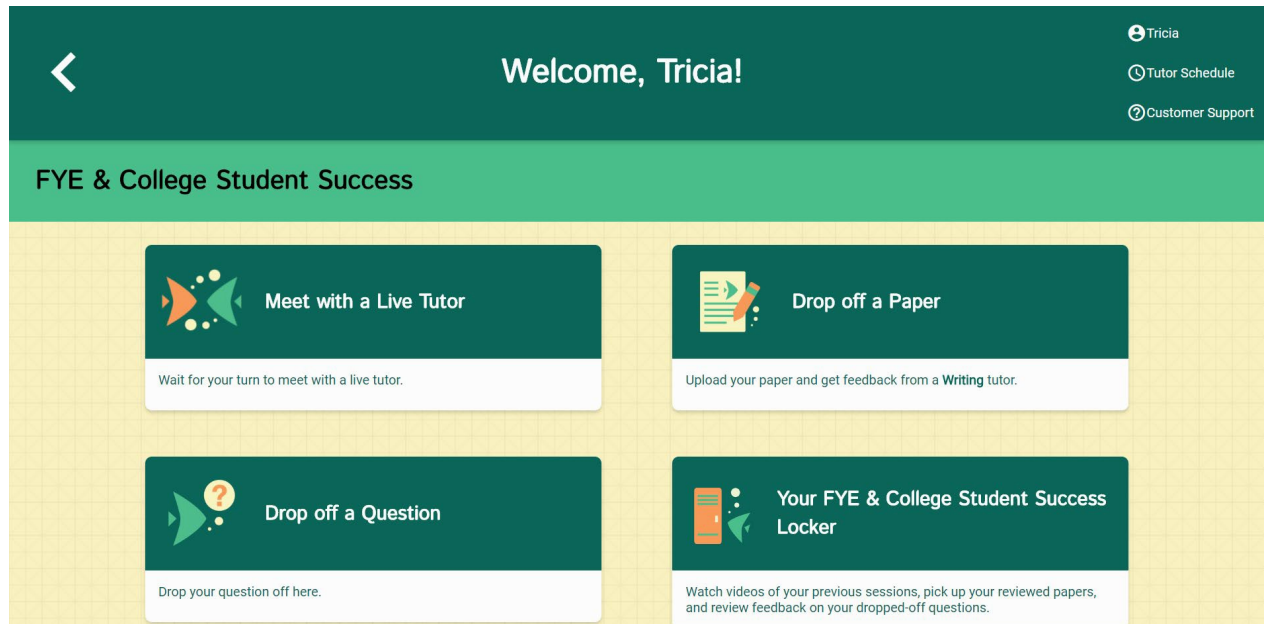 Tricia
Welcome, Tricia!
Tutor Schedule
Customer Support
FYE & College Student Success
Meet with a Live Tutor
Wait for your turn to meet with a live tutor.
Drop off a Paper
Upload your paper and get feedback from a Writing tutor.
Drop off a Question
Drop your question off here.
Your FYE & College Student Success
Locker
Watch videos of your previous sessions, pick up your reviewed papers,
and review feedback on your dropped-off questions.